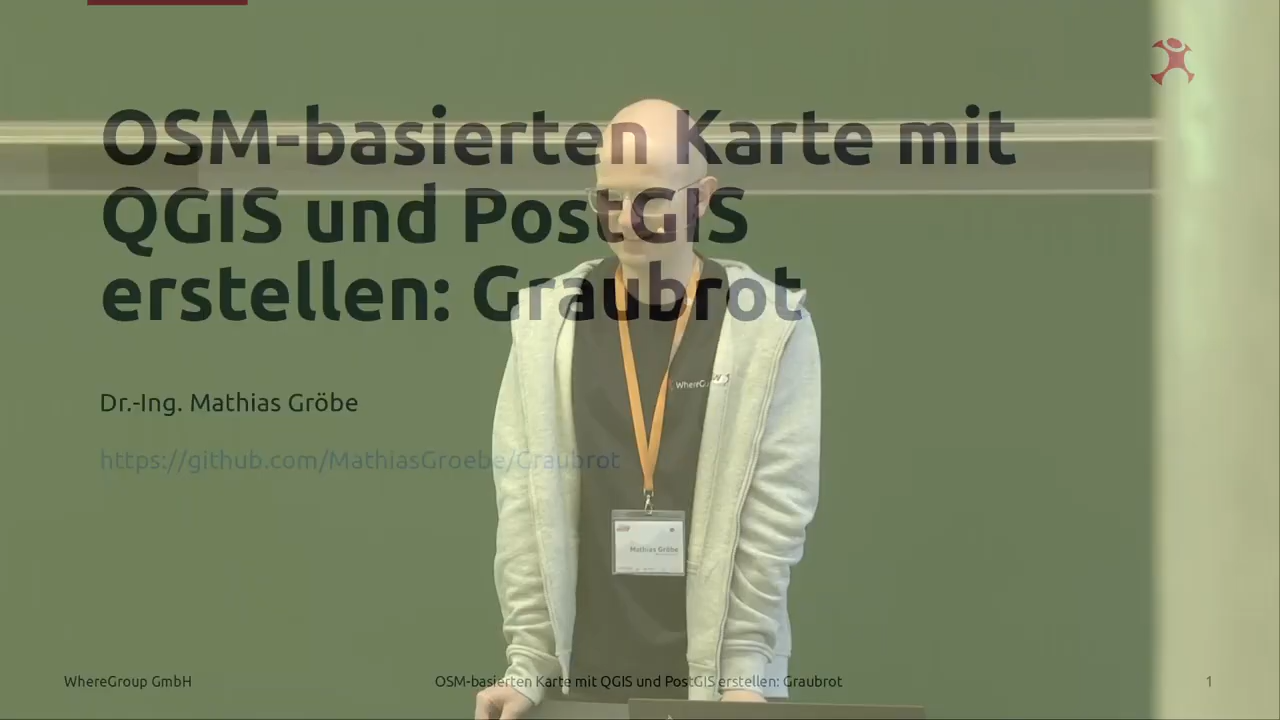 OSM-basierten Karte mit
QGIS und PostGIS
erstellen: Graubrot
Dr.-Ing. Mathias Gröbe
https://github.com/MathiasGroebe/Graubrot
Mathias Gröbe
WhereGroup GmbH
OSM-basierten Karte mit QGIS und PostGIS erstellen: Graubrot
1